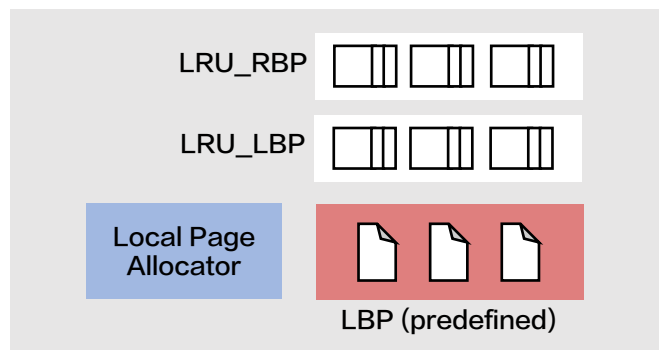 LRU_RBP
LRU_LBP
Local Page
Allocator
LBP (predefined)